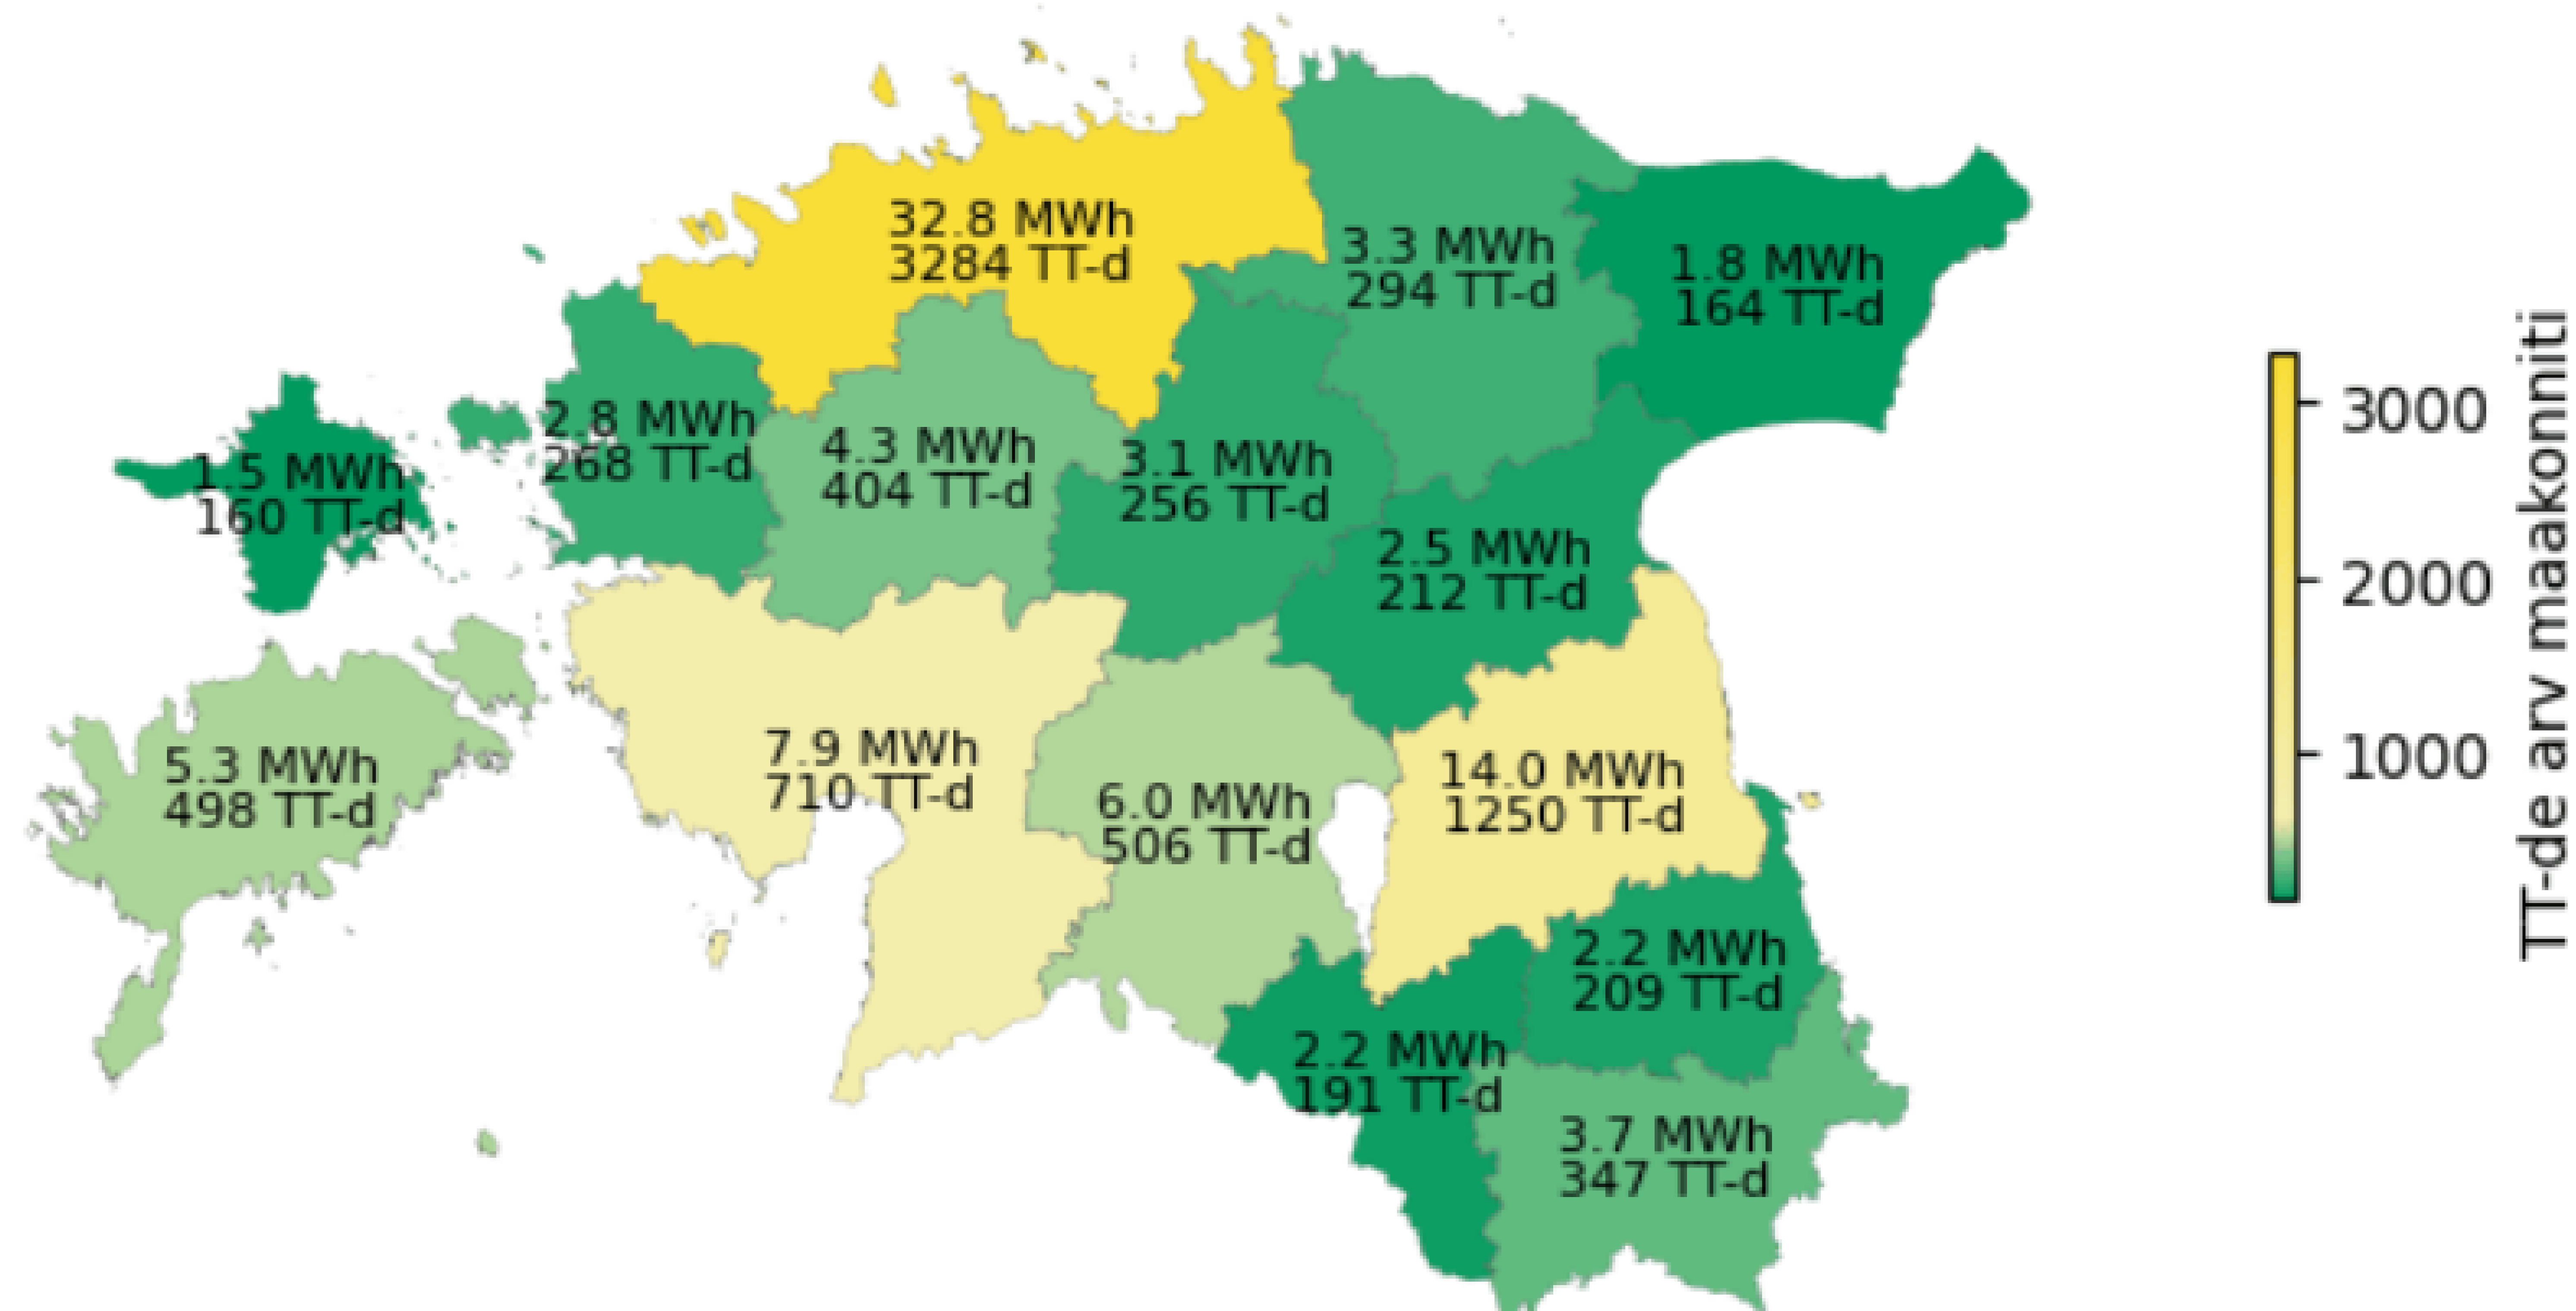 32.8 MWh
3284 TT-d
3.3 MWh
294 TT-d
1.8 MWh
164 TT-d
2.8 MWh
268 TT-d
4.3 MWh
404 TT-d
3.1 MWh
256 TT-d
1.5 MWh
160 TT-d
2.5 MWh
212 TT-d
5.3 MWh
498 TT-d
7.9 MWh
710 TT-d
6.0 MWh
506 TT-d
14.0 MWh
1250 TT-d
2.2 MWh
209 TT-d
2.2 MWh
191 TT-d
3.7 MWh
347 TT-d
3000
2000
1000
TT-de arv maakonniti